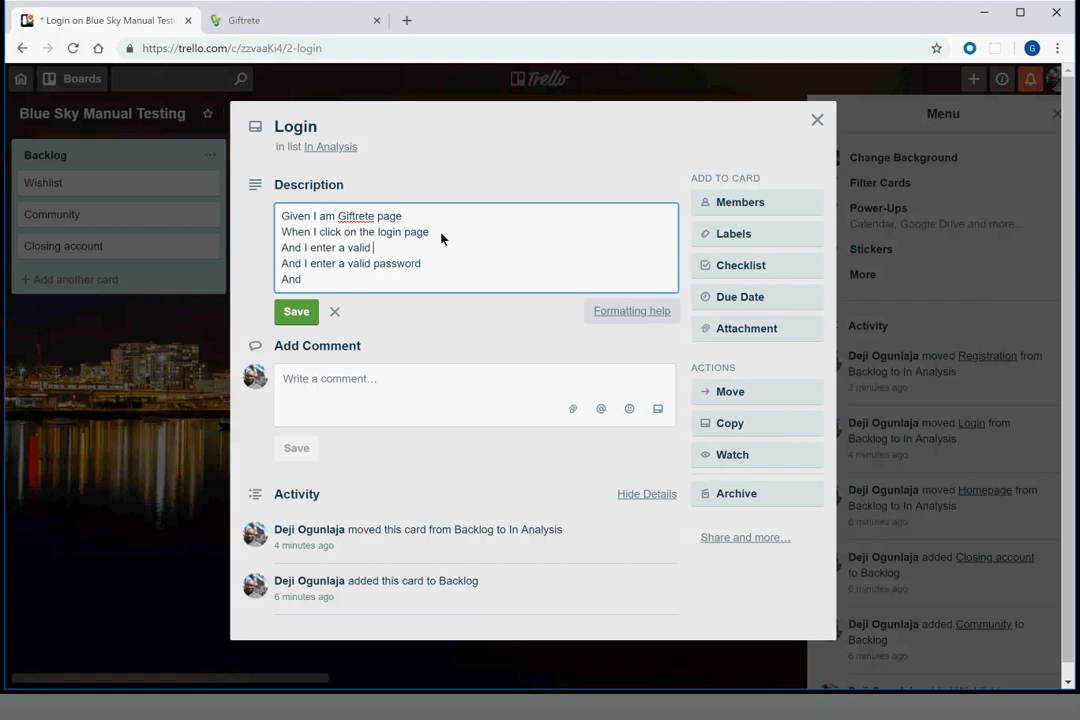 * Login on Blue Sky Manual Test
Giftrete
https://trello.com/c/zzvaaKi4/2-login
G
Boards
Trello
Blue Sky Manual Testing
Menu
Backlog
Wishlist
Community
Closing account
+ Add another card
Login
in list In Analysis
Description
Given I am Giftrete page
When I click on the login page
And I enter a valid
And I enter a valid password
And
Save
Formatting help
Add Comment
Write a comment…
Save
Activity
Hide Details
Deji Ogunlaja moved this card from Backlog to In Analysis
4 minutes ago
Deji Ogunlaja added this card to Backlog
6 minutes ago
ADD TO CARD
Members
Labels
Checklist
Due Date
Attachment
ACTIONS
Move
Copy
Watch
Archive
Share and more…
Change Background
Filter Cards
Power-Ups
Calendar, Google Drive and more…
Stickers
More
Activity
Deji Ogunlaja moved Registration from
Backlog to In Analysis
2 minutes ago
Deji Ogunlaja moved Login from
Backlog to In Analysis
4 minutes ago
Deji Ogunlaja moved Homepage from
Backlog to In Analysis
6 minutes ago
Deji Ogunlaja added Closing account
to Backlog
6 minutes ago
Deji Ogunlaja added Community to
Backlog
6 minutes ago